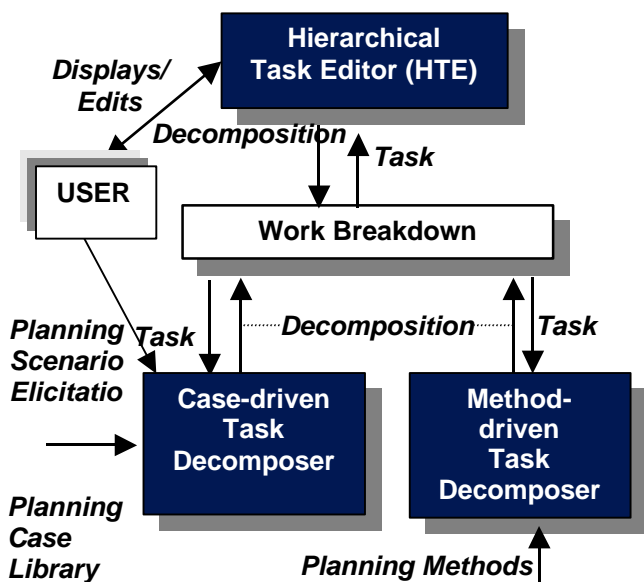 Hierarchical
Task Editor (HTE)
Displays/
Edits
Decomposition
Task
USER
Work Breakdown
Planning
Scenario
Elicitatio
Task
Decomposition
Task
Case-driven
Task
Decomposer
Method-
driven
Task
Decomposer
Planning
Case
Library
Planning Methods